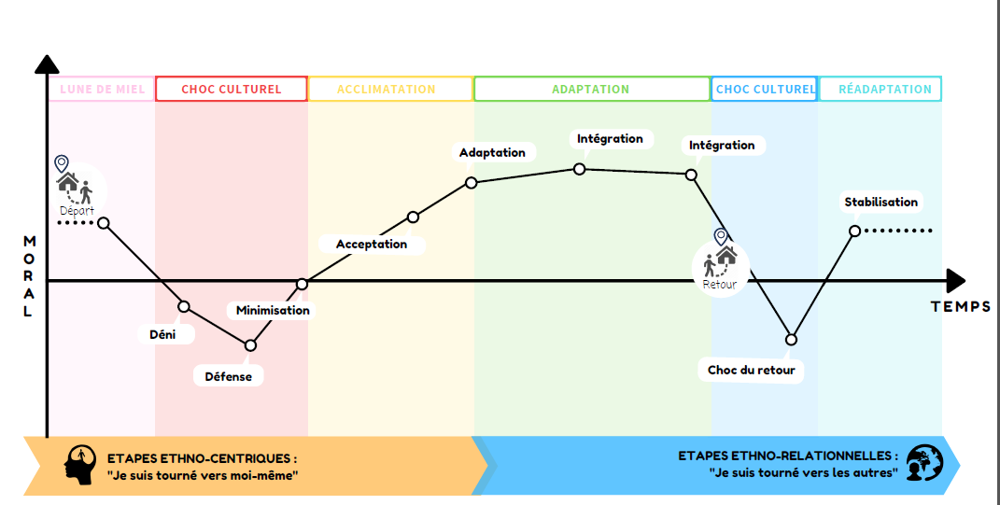 LUNE DE MIEL
CHOC CULTUREL
ACCLIMATATION
ADAPTATION
CHOC CULTUREL
RÉADAPTATION
Intégration
Intégration
Adaptation
Départ
Stabilisation
Acceptation
MORAL
Retour
Minimisation
TEMPS
Déni
Choc du retour
Défense
ETAPES ETHNO-CENTRIQUES :
"Je suis tourné vers moi-même"
ETAPES ETHNO-RELATIONNELLES :
"Je suis tourné vers les autres"